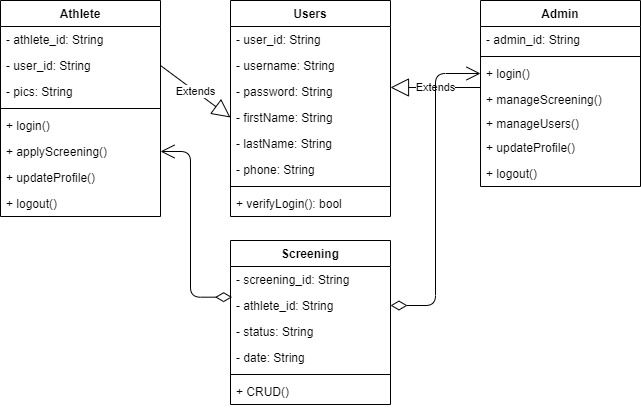 Athlete
- athlete_id: String
- user_id: String
- pics: String
+ login()
+ applyScreening()
+ updateProfile()
+ logout()
Extends
Users
- user_id: String
- username: String
- password: String
- firstName: String
- lastName: String
- phone: String
+ verifyLogin(): bool
Extends
Admin
- admin_id: String
+ login()
+ manageScreening()
+ manageUsers()
+ updateProfile()
+ logout()
Screening
- screening_id: String
- athlete_id: String
- status: String
- date: String
+ CRUD()